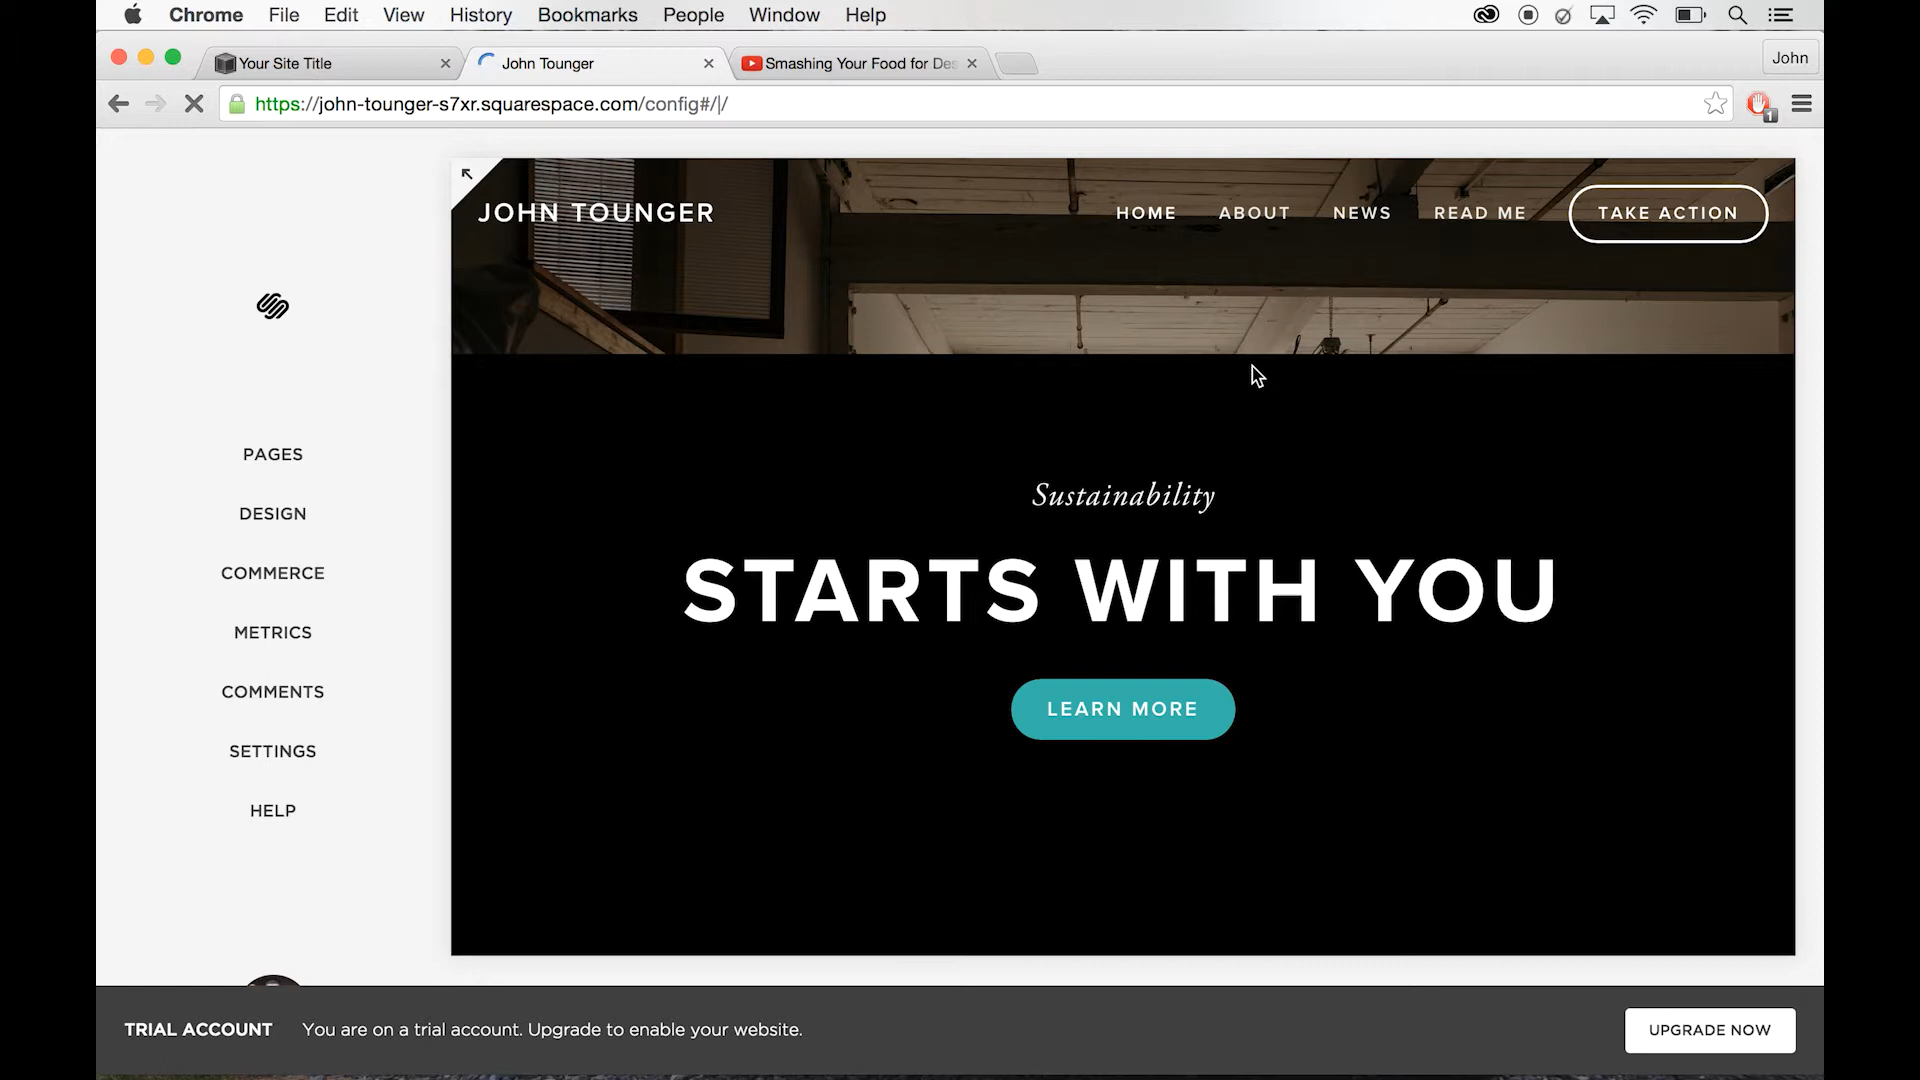 Chrome File Edit View History Bookmarks People Window Help
Your Site Title
John Tounger
Smashing Your Food for Des
John
https://john-tounger-s7xr.squarespace.com/config#/|/
1
JOHN TOUNGER
HOME ABOUT NEWS READ ME TAKE ACTION
PAGES
DESIGN
COMMERCE
METRICS
COMMENTS
SETTINGS
HELP
Sustainability
STARTS WITH YOU
LEARN MORE
TRIAL ACCOUNT You are on a trial account. Upgrade to enable your website.
UPGRADE NOW